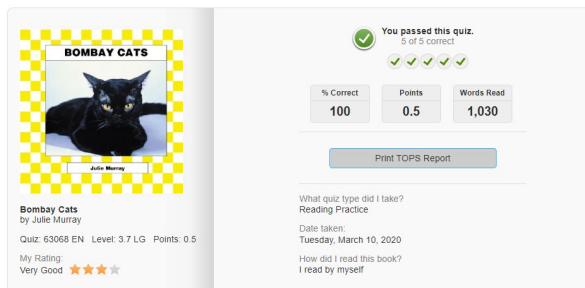 BOMBAY CATS
Julie Murray
Bombay Cats
by Julie Murray
Quiz: 63068 EN Level: 3.7 LG Points: 0.5
My Rating:
Very Good
You passed this quiz.
5 of 5 correct
% Correct Points Words Read
100 0.5 1,030
Print TOPS Report
What quiz type did I take?
Reading Practice
Date taken:
Tuesday, March 10, 2020
How did I read this book?
I read by myself